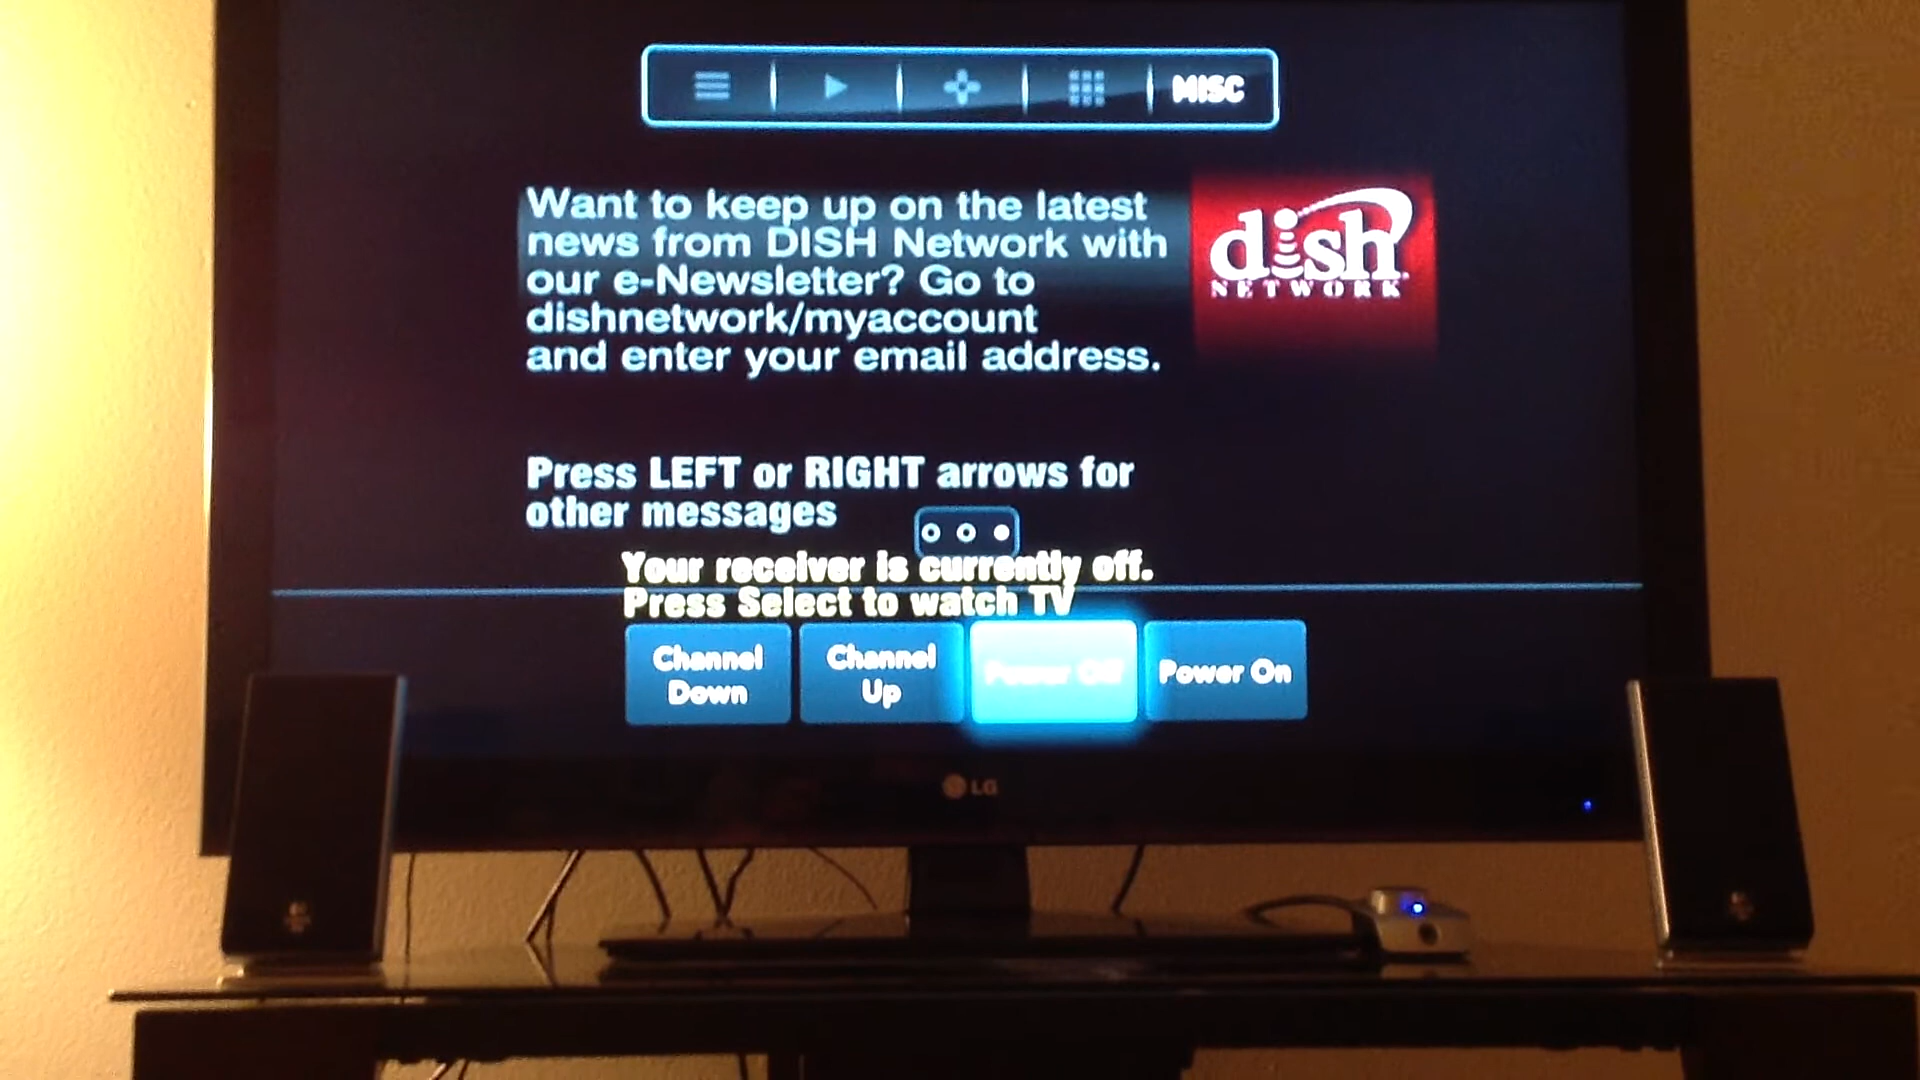 MISC
Want to keep up on the latest
news from DISH Network with
our e-Newsletter? Go to
dishnetwork/myaccount
and enter your email address.
dish
NETWORK
Press LEFT or RIGHT arrows for
other messages
Your receiver is currently off.
Press Select to watch TV
Channel
Down
Channel
Up
Power Off
Power On
LG